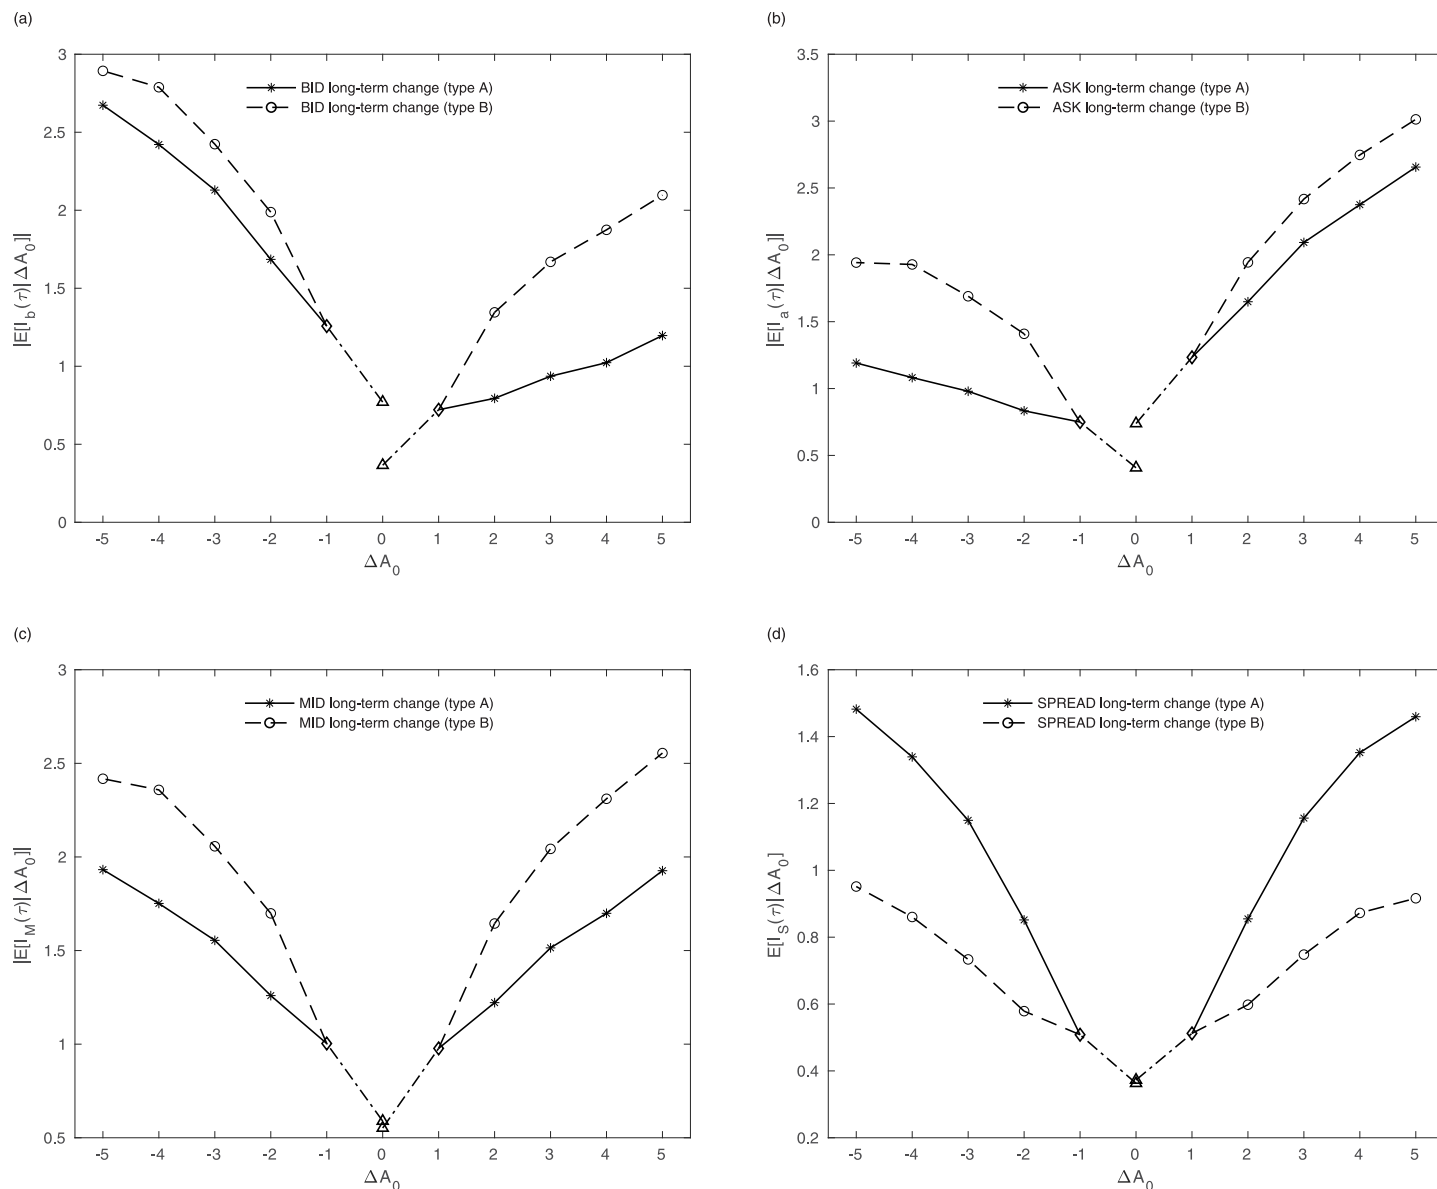 (a)
3
2.5
2
1.5
1
0.5
0
|E[I_b(τ)|ΔA_0]|
BID long-term change (type A)
BID long-term change (type B)
-5 -4 -3 -2 -1 0 1 2 3 4 5
ΔA_0
(b)
3.5
3
2.5
2
1.5
1
0.5
0
|E[I_a(τ)|ΔA_0]|
ASK long-term change (type A)
ASK long-term change (type B)
-5 -4 -3 -2 -1 0 1 2 3 4 5
ΔA_0
(c)
3
2.5
2
1.5
1
0.5
|E[I_M(τ)|ΔA_0]|
MID long-term change (type A)
MID long-term change (type B)
-5 -4 -3 -2 -1 0 1 2 3 4 5
ΔA_0
(d)
1.6
1.4
1.2
1
0.8
0.6
0.4
0.2
E[I_S(τ)|ΔA_0]
SPREAD long-term change (type A)
SPREAD long-term change (type B)
-5 -4 -3 -2 -1 0 1 2 3 4 5
ΔA_0